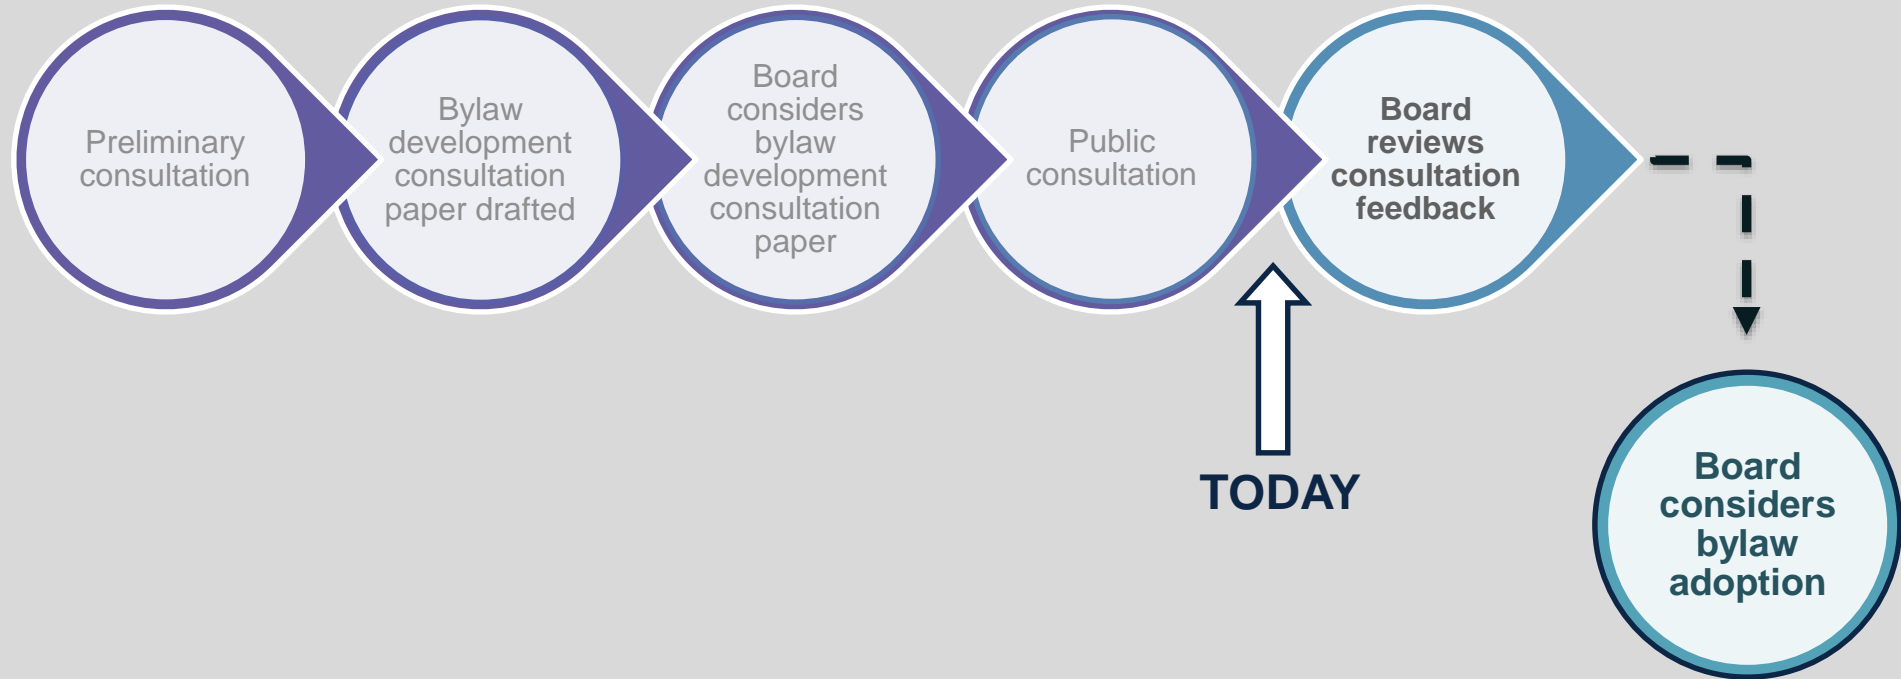 Preliminary
consultation
Bylaw
development
consultation
paper drafted
Board
considers
bylaw
development
consultation
paper
Public
consultation
Board
reviews
consultation
feedback
TODAY
Board
considers
bylaw
adoption